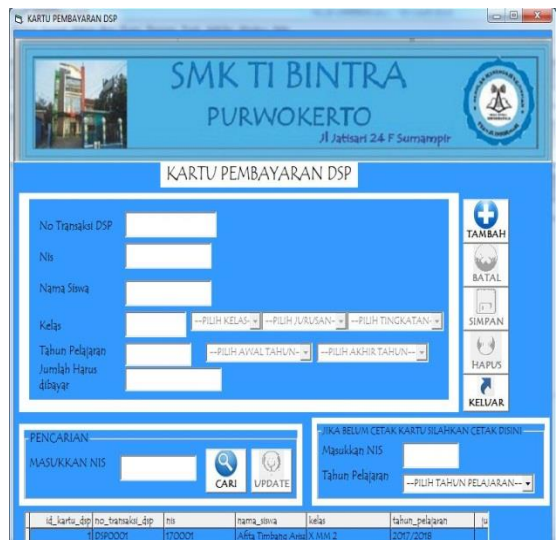 KARTU PEMBAYARAN DSP
SMK TI BINTRA
PURWOKERTO
Jl Jatisari 24 F Sumampir
KARTU PEMBAYARAN DSP
No Transaksi DSP
Nis
Nama Siswa
Kelas
--PILIH KELAS-
--PILIH JURUSAN-
--PILIH TINGKATAN-
Tahun Pelajaran
--PILIH AWAL TAHUN-
--PILIH AKHIR TAHUN--
Jumlah Harus
dibayar
TAMBAH
BATAL
SIMPAN
HAPUS
KELUAR
PENCARIAN
MASUKKAN NIS
CARI
UPDATE
JIKA BELUM CETAK KARTU SILAHKAN CETAK DISINI
Masukkan NIS
Tahun Pelajaran
--PILIH TAHUN PELAJARAN--
id_kartu_dsp no_transaksi_dsp nis nama_siswa kelas tahun_pelajaran ju
1 DSP0001 170001 Afita Timbang X MM 2 2017/2018